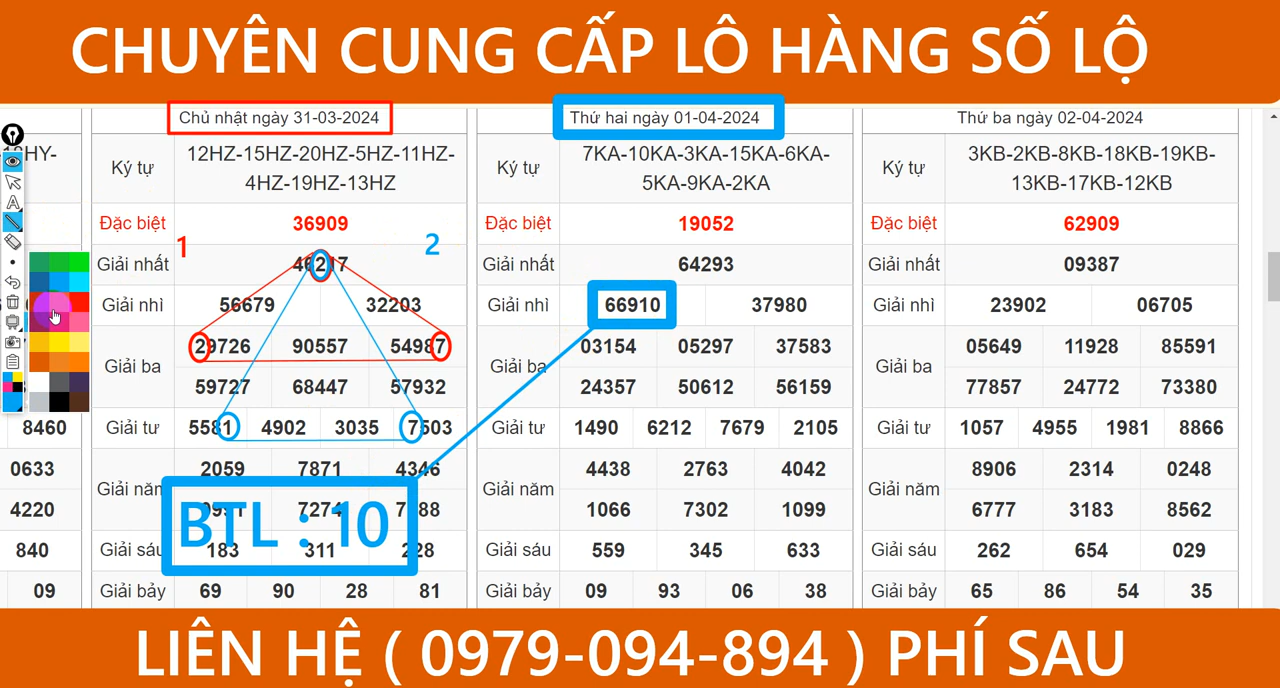 CHUYÊN CUNG CẤP LÔ HÀNG SỐ LỘ
Chủ nhật ngày 31-03-2024
Thứ hai ngày 01-04-2024
Thứ ba ngày 02-04-2024
HY-
Ký tự
12HZ-15HZ-20HZ-5HZ-11HZ-
4HZ-19HZ-13HZ
Ký tự
7KA-10KA-3KA-15KA-6KA-
5KA-9KA-2KA
Ký tự
3KB-2KB-8KB-18KB-19KB-
13KB-17KB-12KB
Đặc biệt 36909
Đặc biệt 19052
Đặc biệt 62909
1
2
Giải nhất 46217
Giải nhất 64293
Giải nhất 09387
Giải nhì 56679 32203
Giải nhì 66910 37980
Giải nhì 23902 06705
Giải ba
29726 90557 54987
59727 68447 57932
Giải ba
03154 05297 37583
24357 50612 56159
Giải ba
05649 11928 85591
77857 24772 73380
8460
Giải tư 5581 4902 3035 7503
Giải tư 1490 6212 7679 2105
Giải tư 1057 4955 1981 8866
0633
4220
Giải năm
2059 7871 4346
7274
BTL : 10
Giải năm
4438 2763 4042
1066 7302 1099
Giải năm
8906 2314 0248
6777 3183 8562
840
Giải sáu 183 311 228
Giải sáu 559 345 633
Giải sáu 262 654 029
09
Giải bảy 69 90 28 81
Giải bảy 09 93 06 38
Giải bảy 65 86 54 35
LIÊN HỆ ( 0979-094-894 ) PHÍ SAU